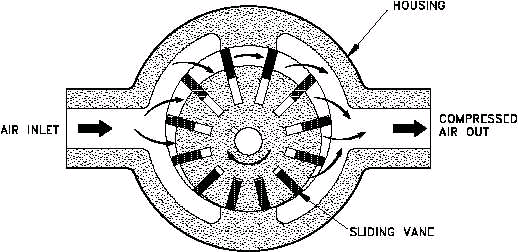 HOUSING
AIR INLET
COMPRESSED
AIR OUT
SLIDING VANE